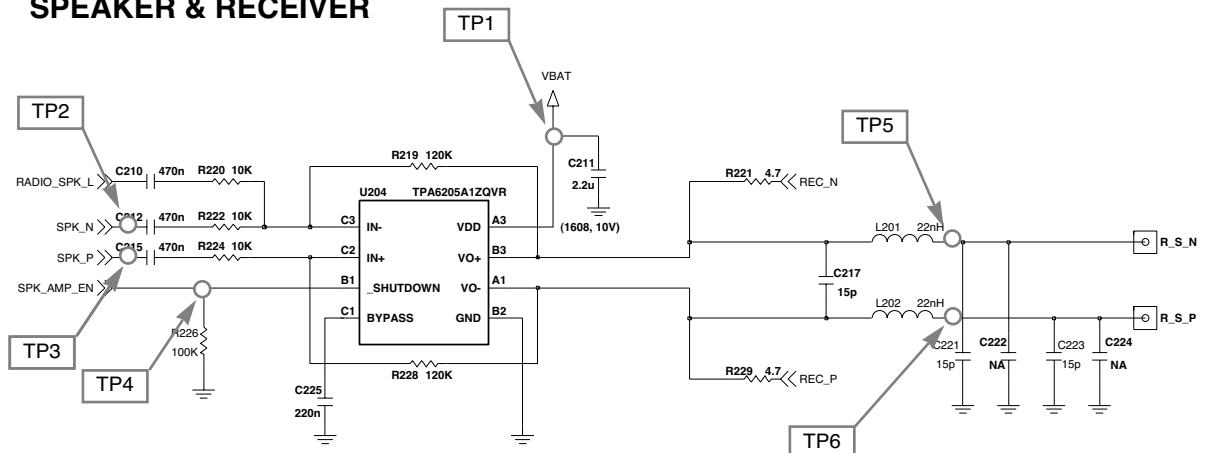 SPEAKER & RECEIVER
TP1
VBAT
TP2
TP5
C210 470n R220 10K
R219 120K
C211
2.2u
R221 4.7
REC_N
RADIO_SPK_L
U204 TPA6205A1ZQVR
(1608, 10V)
C212 470n R222 10K
SPK_N
C3 IN- VDD A3
L201 22nH
C215 470n R224 10K
SPK_P
C2 IN+ VO+ B3
R_S_N
SPK_AMP_EN
B1 _SHUTDOWN VO- A1
C217
15p
C1 BYPASS GND B2
L202 22nH
R_S_P
R226
100K
TP3
TP4
R228 120K
C225
220n
R229 4.7
REC_P
C221
15p
C222
NA
C223
15p
C224
NA
TP6